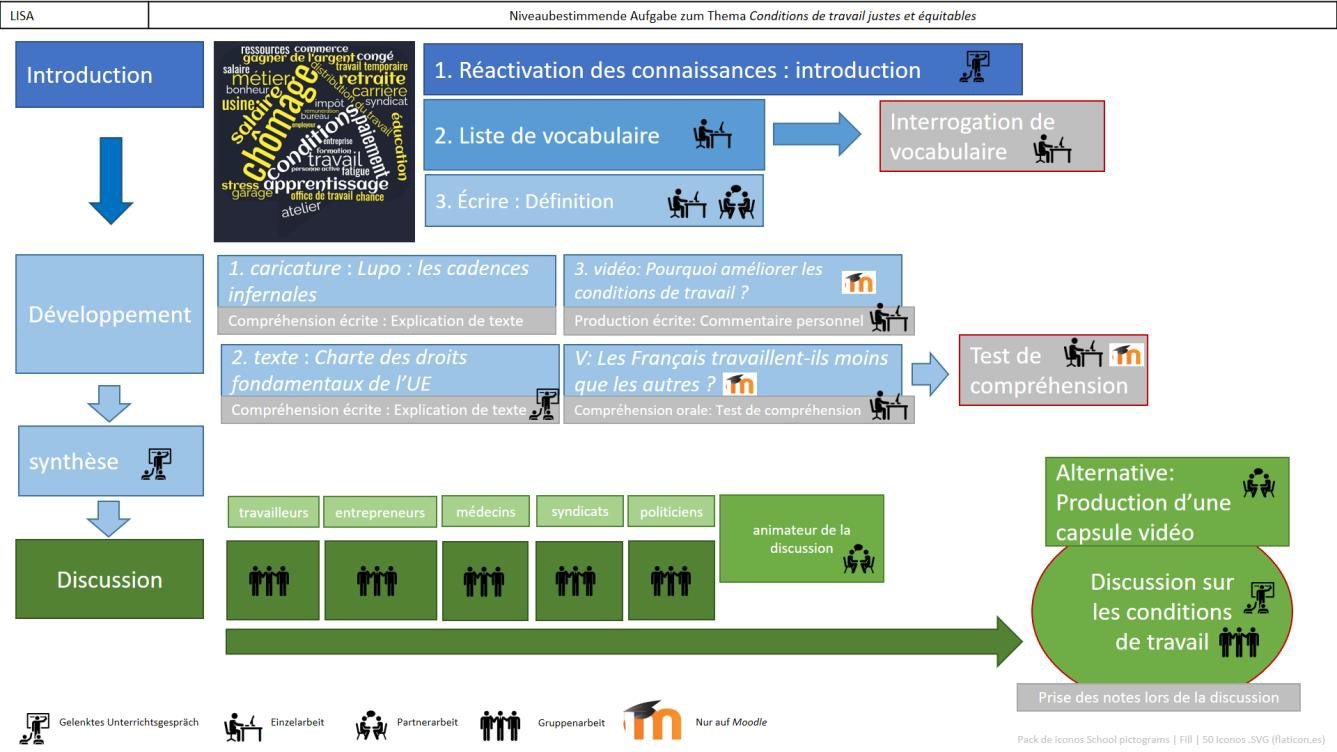 LISA
Niveaubestimmende Aufgabe zum Thema Conditions de travail justes et équitables
Introduction
ressources commerce
gagner de l'argent congé
salaire
travail temporaire
métier
retraite
bonheur
carrière
usine
impôt
syndicat
distribution du travail
salaire
chômage
rémunération
bureau
employeur
conditions
paiement
éducation
entreprise
formation
travail
personne active
fatigue
stress
apprentissage
garage
office de travail
chance
atelier
1. Réactivation des connaissances : introduction
2. Liste de vocabulaire
Interrogation de
vocabulaire
3. Écrire : Définition
Développement
1. caricature : Lupo : les cadences
infernales
Compréhension écrite : Explication de texte
3. vidéo: Pourquoi améliorer les
conditions de travail ?
m
Production écrite: Commentaire personnel
2. texte : Charte des droits
fondamentaux de l’UE
Compréhension écrite : Explication de texte
V: Les Français travaillent-ils moins
que les autres ?
m
Compréhension orale: Test de compréhension
Test de
m
compréhension
synthèse
Discussion
travailleurs
entrepreneurs
médecins
syndicats
politiciens
animateur de la
discussion
Alternative:
Production d’une
capsule vidéo
Discussion sur
les conditions
de travail
Prise des notes lors de la discussion
Gelenktes Unterrichtsgespräch
Einzelarbeit
Partnerarbeit
Gruppenarbeit
m
Nur auf Moodle
Pack de iconos School pictograms | Fill | 50 Iconos .SVG (flaticon.es)